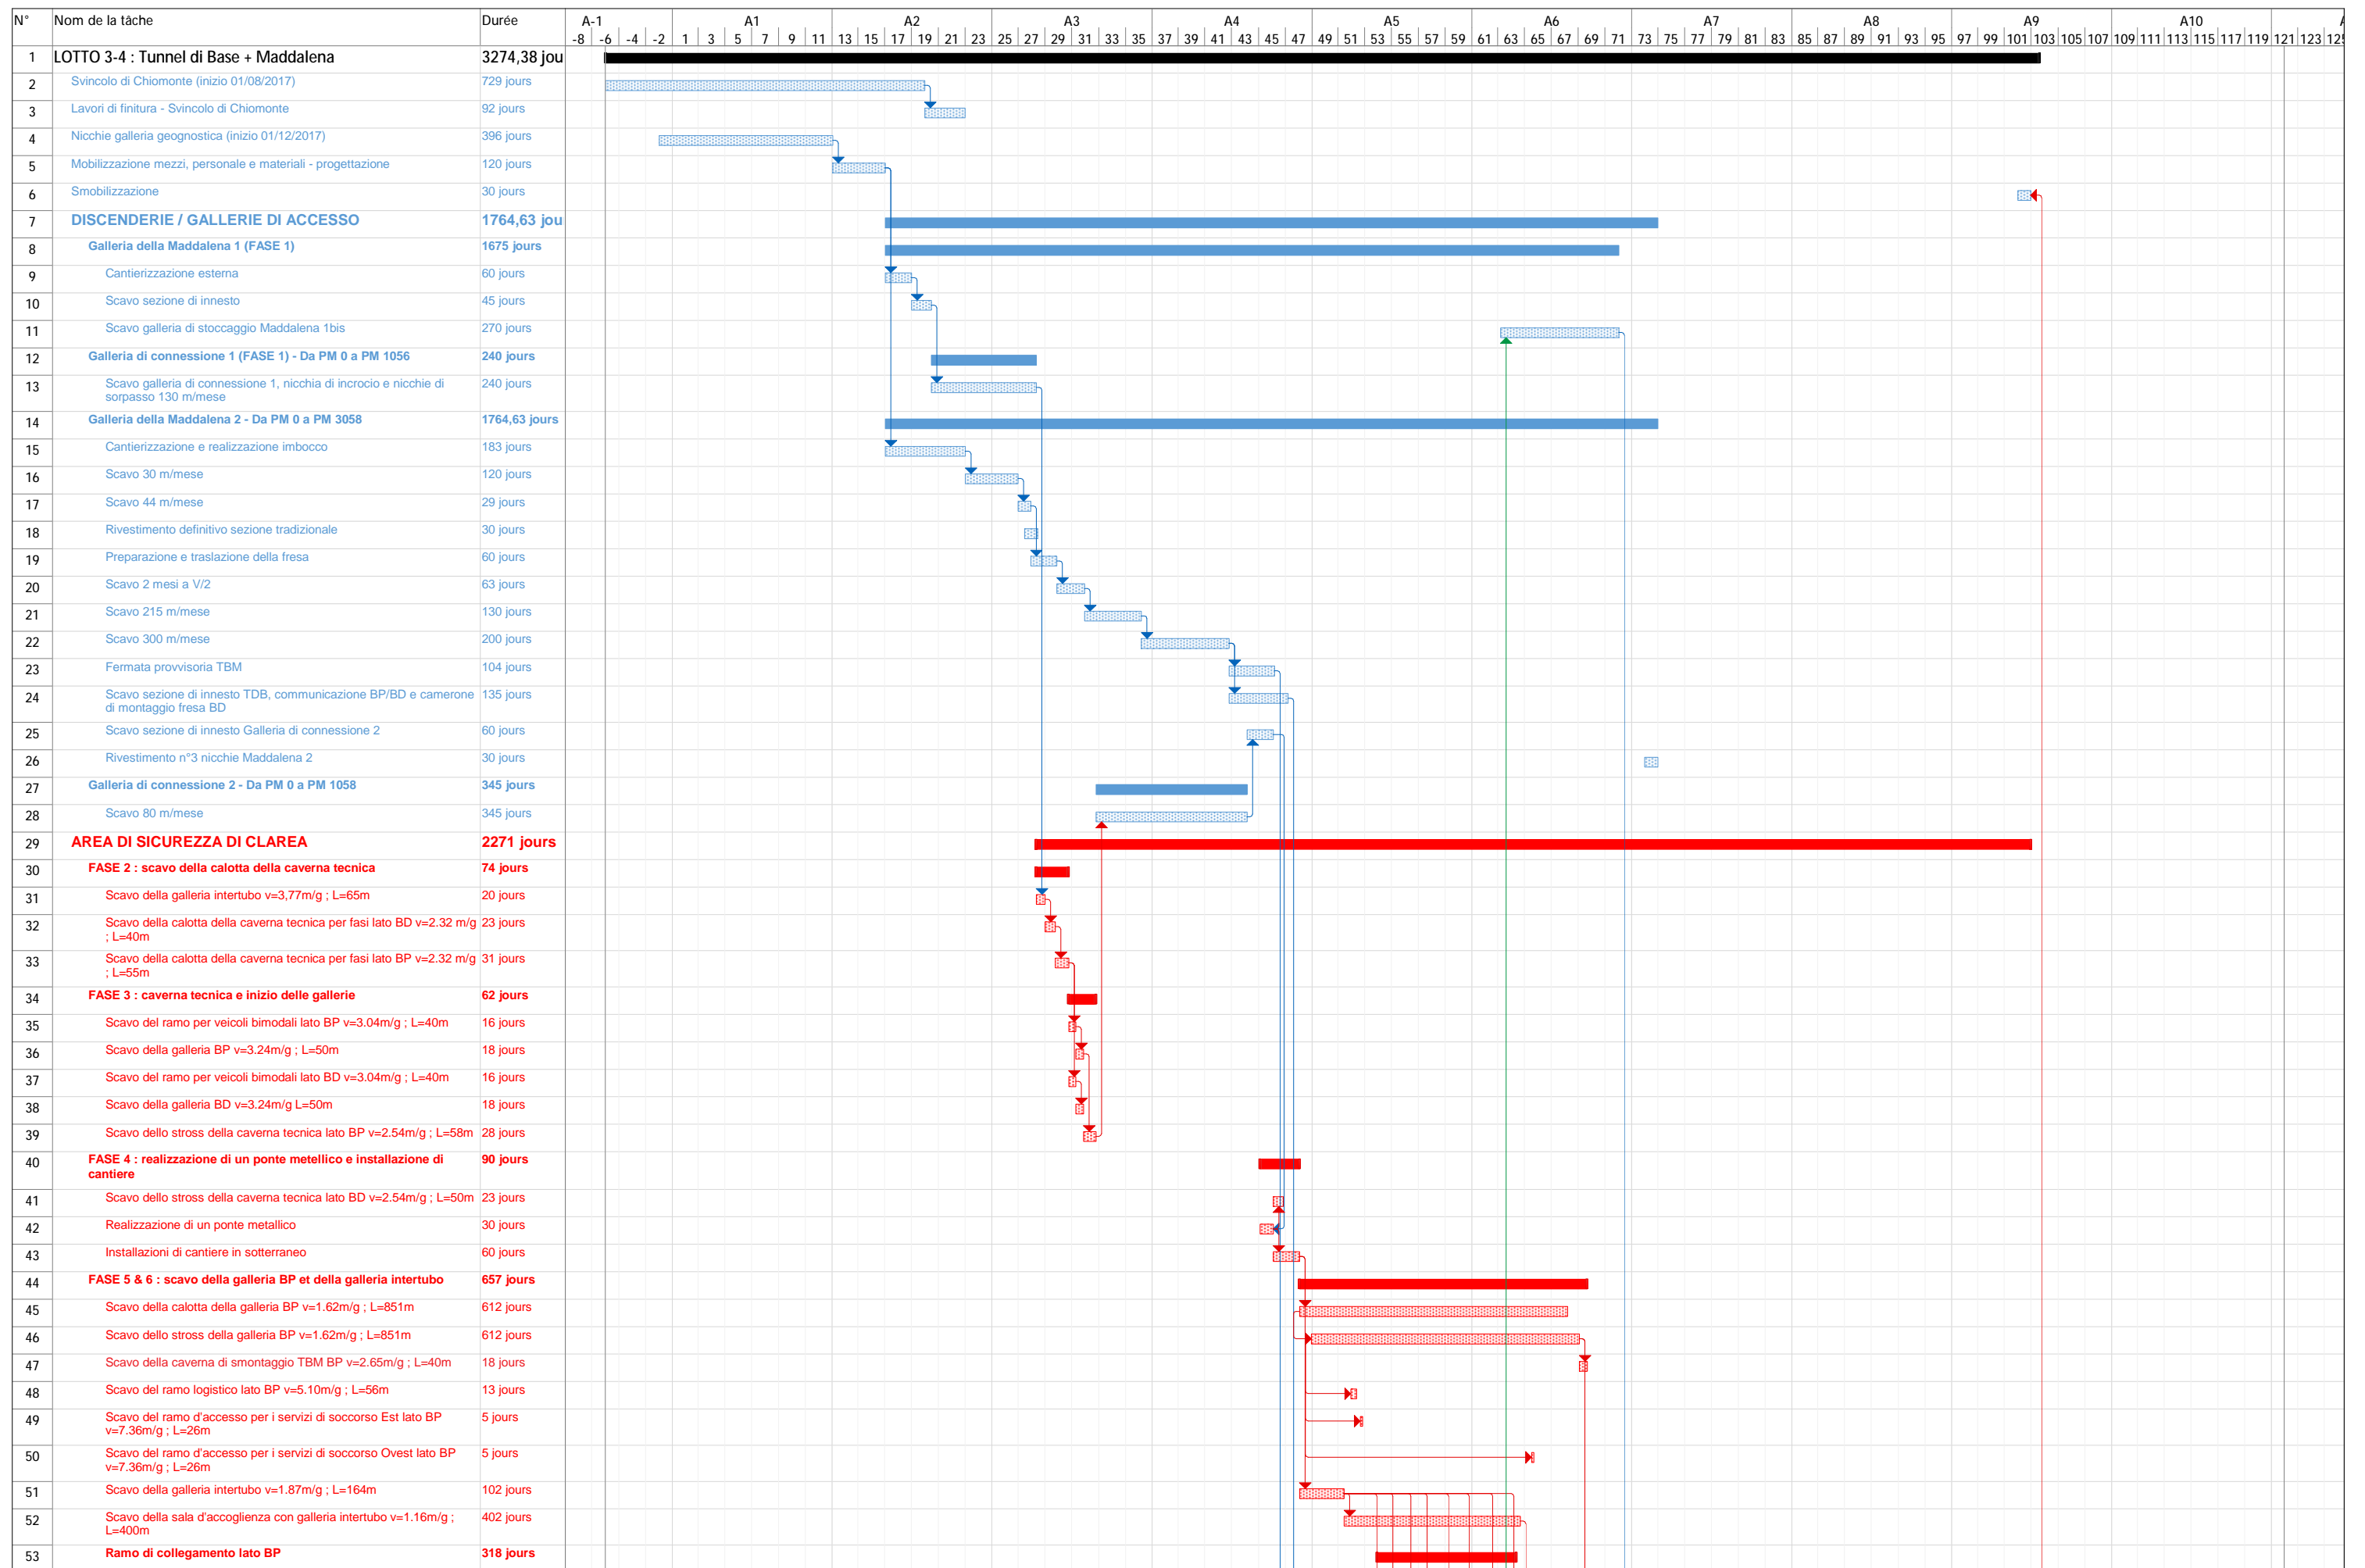 N° Nom de la tâche Durée A-1 A1 A2 A3 A4 A5 A6 A7 A8 A9 A10
-8 -6 -4 -2 1 3 5 7 9 11 13 15 17 19 21 23 25 27 29 31 33 35 37 39 41 43 45 47 49 51 53 55 57 59 61 63 65 67 69 71 73 75 77 79 81 83 85 87 89 91 93 95 97 99 101 103 105 107 109 111 113 115 117 119 121 123
1 LOTTO 3-4 : Tunnel di Base + Maddalena 3274,38 jou
2 Svincolo di Chiomonte (inizio 01/08/2017) 729 jours
3 Lavori di finitura - Svincolo di Chiomonte 92 jours
4 Nicchie galleria geognostica (inizio 01/12/2017) 396 jours
5 Mobilizzazione mezzi, personale e materiali - progettazione 120 jours
6 Smobilizzazione 30 jours
7 DISCENDERIE / GALLERIE DI ACCESSO 1764,63 jou
8 Galleria della Maddalena 1 (FASE 1) 1675 jours
9 Cantierizzazione esterna 60 jours
10 Scavo sezione di innesto 45 jours
11 Scavo galleria di stoccaggio Maddalena 1bis 270 jours
12 Galleria di connessione 1 (FASE 1) - Da PM 0 a PM 1056 240 jours
13 Scavo galleria di connessione 1, nicchia di incrocio e nicchie di 240 jours
sorpasso 130 m/mese
14 Galleria della Maddalena 2 - Da PM 0 a PM 3058 1764,63 jours
15 Cantierizzazione e realizzazione imbocco 183 jours
16 Scavo 30 m/mese 120 jours
17 Scavo 44 m/mese 29 jours
18 Rivestimento definitivo sezione tradizionale 30 jours
19 Preparazione e traslazione della fresa 60 jours
20 Scavo 2 mesi a V/2 63 jours
21 Scavo 215 m/mese 130 jours
22 Scavo 300 m/mese 200 jours
23 Fermata provvisoria TBM 104 jours
24 Scavo sezione di innesto TDB, communicazione BP/BD e camerone 135 jours
di montaggio fresa BD
25 Scavo sezione di innesto Galleria di connessione 2 60 jours
26 Rivestimento n°3 nicchie Maddalena 2 30 jours
27 Galleria di connessione 2 - Da PM 0 a PM 1058 345 jours
28 Scavo 80 m/mese 345 jours
29 AREA DI SICUREZZA DI CLAREA 2271 jours
30 FASE 2 : scavo della calotta della caverna tecnica 74 jours
31 Scavo della galleria intertubo v=3,77m/g ; L=65m 20 jours
32 Scavo della calotta della caverna tecnica per fasi lato BD v=2.32 m/g 23 jours
; L=40m
33 Scavo della calotta della caverna tecnica per fasi lato BP v=2.32 m/g 31 jours
; L=55m
34 FASE 3 : caverna tecnica e inizio delle gallerie 62 jours
35 Scavo del ramo per veicoli bimodali lato BP v=3.04m/g ; L=40m 16 jours
36 Scavo della galleria BP v=3.24m/g ; L=50m 18 jours
37 Scavo del ramo per veicoli bimodali lato BD v=3.04m/g ; L=40m 16 jours
38 Scavo della galleria BD v=3.24m/g L=50m 18 jours
39 Scavo dello stross della caverna tecnica lato BP v=2.54m/g ; L=58m 28 jours
40 FASE 4 : realizzazione di un ponte metellico e installazione di 90 jours
cantiere
41 Scavo dello stross della caverna tecnica lato BD v=2.54m/g ; L=50m 23 jours
42 Realizzazione di un ponte metallico 30 jours
43 Installazioni di cantiere in sotterraneo 60 jours
44 FASE 5 & 6 : scavo della galleria BP et della galleria intertubo 657 jours
45 Scavo della calotta della galleria BP v=1.62m/g ; L=851m 612 jours
46 Scavo dello stross della galleria BP v=1.62m/g ; L=851m 612 jours
47 Scavo della caverna di smontaggio TBM BP v=2.65m/g ; L=40m 18 jours
48 Scavo del ramo logistico lato BP v=5.10m/g ; L=56m 13 jours
49 Scavo del ramo d'accesso per i servizi di soccorso Est lato BP 5 jours
v=7.36m/g ; L=26m
50 Scavo del ramo d'accesso per i servizi di soccorso Ovest lato BP 5 jours
v=7.36m/g ; L=26m
51 Scavo della galleria intertubo v=1.87m/g ; L=164m 102 jours
52 Scavo della sala d'accoglienza con galleria intertubo v=1.16m/g ; 402 jours
L=400m
53 Ramo di collegamento lato BP 318 jours